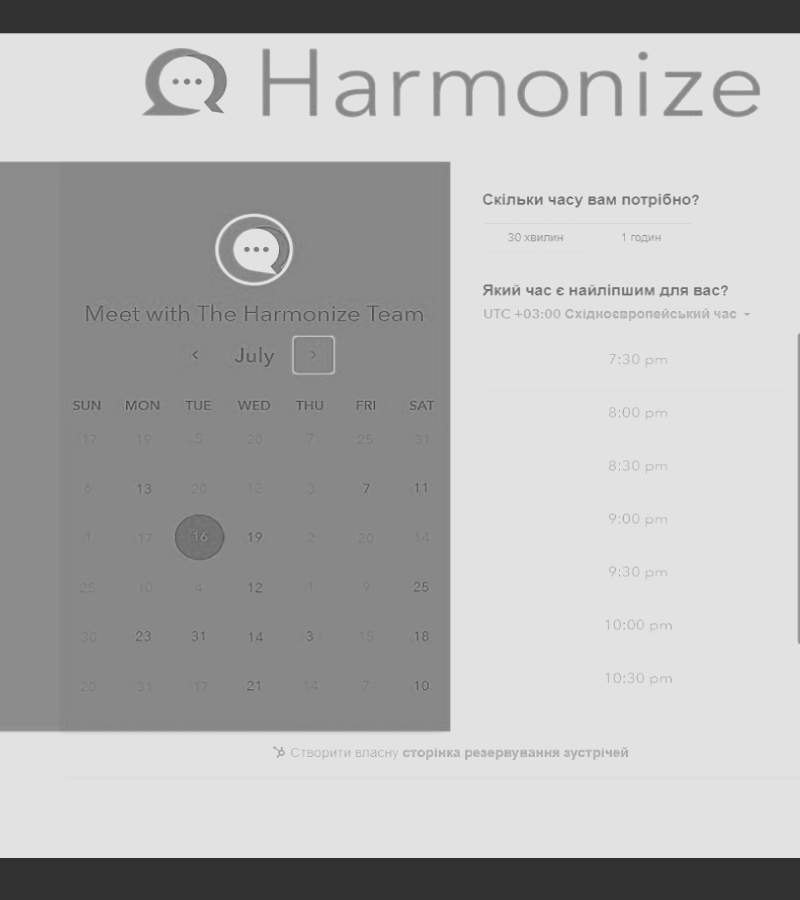 Harmonize
Meet with The Harmonize Team
July
SUN MON TUE WED THU FRI SAT
17 19 5 20 7 25 31
6 13 20 12 3 7 11
1 17 16 19 2 20 14
25 10 4 12 1 9 25
30 23 31 14 3 15 18
20 31 17 21 14 7 10
Скільки часу вам потрібно?
30 хвилин 1 годин
Який час є найліпшим для вас?
UTC +03:00 Східноєвропейський час
7:30 pm
8:00 pm
8:30 pm
9:00 pm
9:30 pm
10:00 pm
10:30 pm
Створити власну сторінка резервування зустрічей